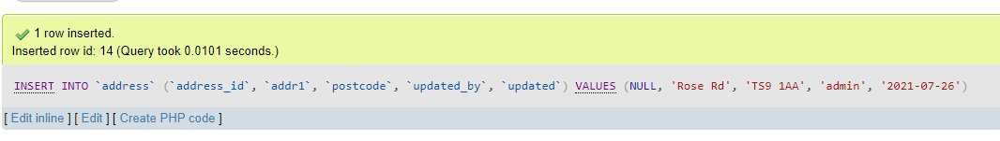 1 row inserted.
Inserted row id: 14 (Query took 0.0101 seconds.)
INSERT INTO `address` (`address_id`, `addr1`, `postcode`, `updated_by`, `updated`) VALUES (NULL, 'Rose Rd', 'TS9 1AA', 'admin', '2021-07-26')
[ Edit inline ] [ Edit ] [ Create PHP code ]